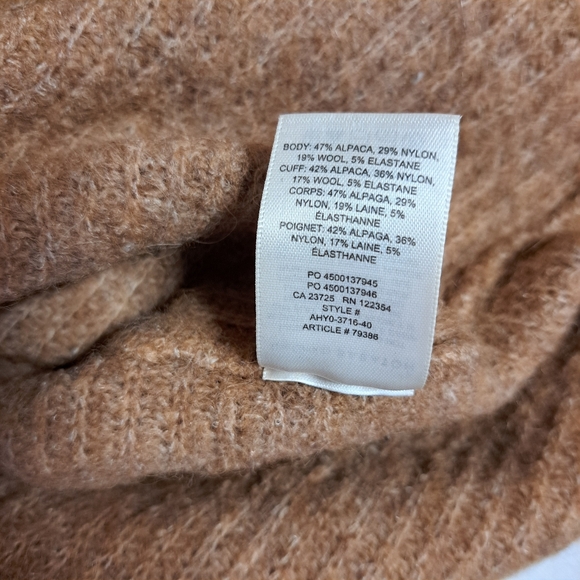 BODY: 47% ALPACA, 29% NYLON,
19% WOOL, 5% ELASTANE
CUFF: 42% ALPACA, 36% NYLON,
17% WOOL, 5% ELASTANE
CORPS: 47% ALPAGA, 29%
NYLON, 19% LAINE, 5%
ÉLASTHANNE
POIGNET: 42% ALPAGA, 36%
NYLON, 17% LAINE, 5%
ÉLASTHANNE
PO 4500137945
PO 4500137946
CA 23725 RN 122354
STYLE #
AHY0-3716-40
ARTICLE # 79386